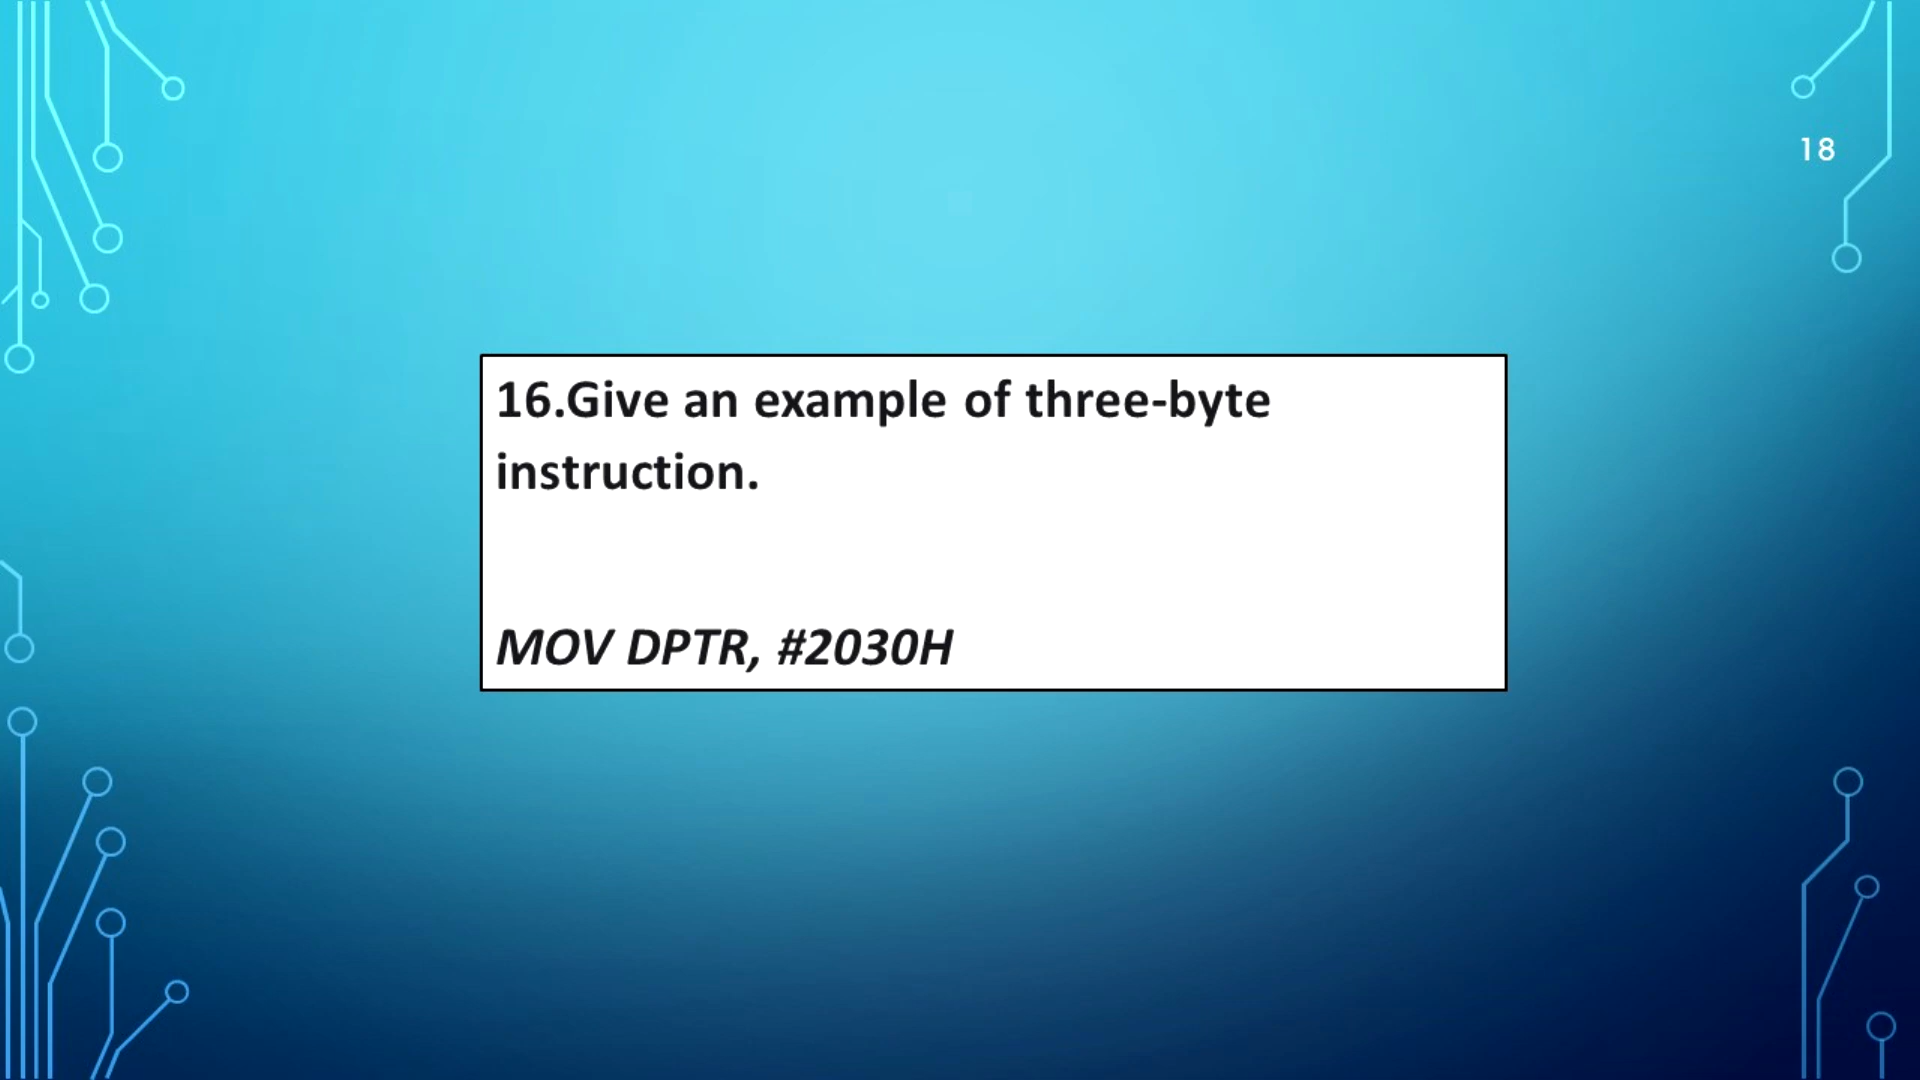 18
16.Give an example of three-byte
instruction.
MOV DPTR, #2030H